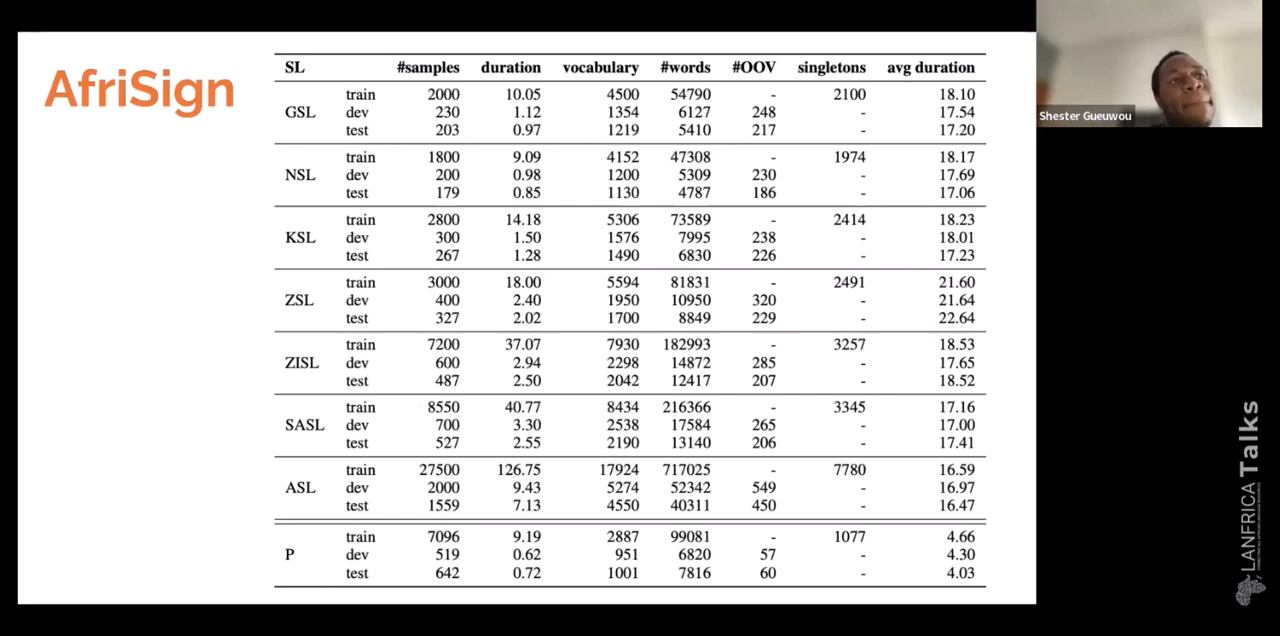 AfriSign
SL #samples duration vocabulary #words #OOV singletons avg duration
GSL train 2000 10.05 4500 54790 - 2100 18.10
dev 230 1.12 1354 6127 248 - 17.54
test 203 0.97 1219 5410 217 - 17.20
NSL train 1800 9.09 4152 47308 - 1974 18.17
dev 200 0.98 1200 5309 230 - 17.69
test 179 0.85 1130 4787 186 - 17.06
KSL train 2800 14.18 5306 73589 - 2414 18.23
dev 300 1.50 1576 7995 238 - 18.01
test 267 1.28 1490 6830 226 - 17.23
ZSL train 3000 18.00 5594 81831 - 2491 21.60
dev 400 2.40 1950 10950 320 - 21.64
test 327 2.02 1700 8849 229 - 22.64
ZISL train 7200 37.07 7930 182993 - 3257 18.53
dev 600 2.94 2298 14872 285 - 17.65
test 487 2.50 2042 12417 207 - 18.52
SASL train 8550 40.77 8434 216366 - 3345 17.16
dev 700 3.30 2538 17584 265 - 17.00
test 527 2.55 2190 13140 206 - 17.41
ASL train 27500 126.75 17924 717025 - 7780 16.59
dev 2000 9.43 5274 52342 549 - 16.97
test 1559 7.13 4550 40311 450 - 16.47
P train 7096 9.19 2887 99081 - 1077 4.66
dev 519 0.62 951 6820 57 - 4.30
test 642 0.72 1001 7816 60 - 4.03
Shester Gueuwou
LANFRICA Talks